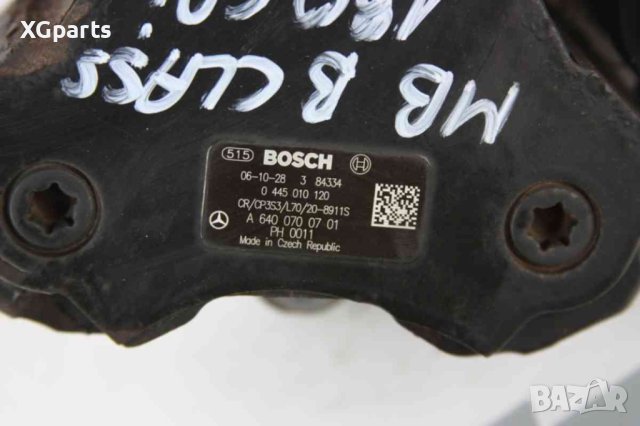 XGparts
MB B CLASS
515 BOSCH
06-10-28 3 84334
0 445 010 120
CR/CP3S3/L70/20-8911S
A 640 070 07 01
PH 0011
Made in Czech Republic
BAZAR